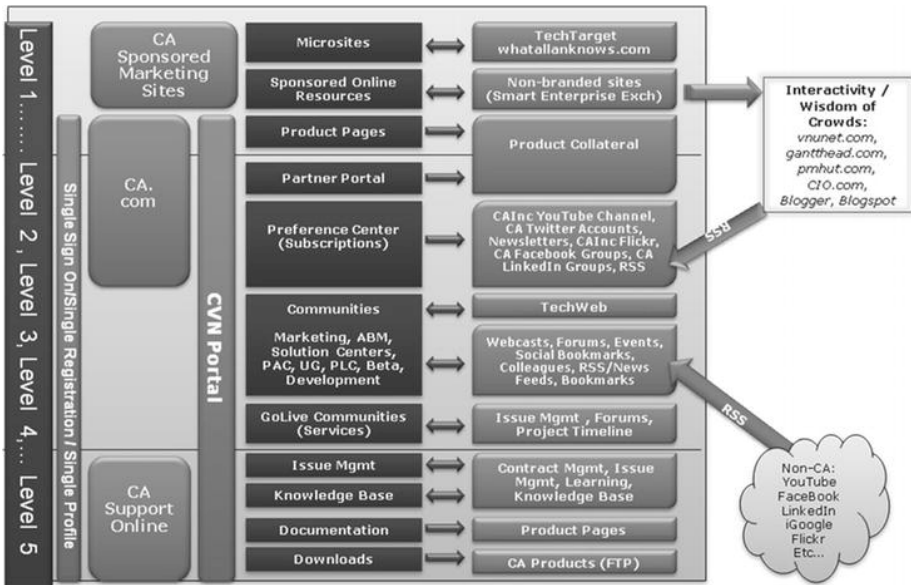 Level 1...... Level 2 , Level 3, Level 4,... Level 5
Single Sign On/Single Registration / Single Profile
CA
Sponsored
Marketing
Sites
CA.
com
CA
Support
Online
CVN Portal
Microsites
TechTarget
whatallanknows.com
Sponsored Online
Resources
Non-branded sites
(Smart Enterprise Exch)
Product Pages
Product Collateral
Partner Portal
Preference Center
(Subscriptions)
CAInc YouTube Channel,
CA Twitter Accounts,
Newsletters, CAInc Flickr,
CA Facebook Groups, CA
LinkedIn Groups, RSS
Communities
Marketing, ABM,
Solution Centers,
PAC, UG, PLC, Beta,
Development
TechWeb
Webcasts, Forums, Events,
Social Bookmarks,
Colleagues, RSS/News
Feeds, Bookmarks
GoLive Communities
(Services)
Issue Mgmt , Forums,
Project Timeline
Issue Mgmt
Knowledge Base
Contract Mgmt, Issue
Mgmt, Learning,
Knowledge Base
Documentation
Product Pages
Downloads
CA Products (FTP)
Interactivity /
Wisdom of
Crowds:
vnunet.com,
gantthead.com,
pmhut.com,
CIO.com,
Blogger, Blogspot
RSS
RSS
Non-CA:
YouTube
FaceBook
LinkedIn
iGoogle
Flickr
Etc...